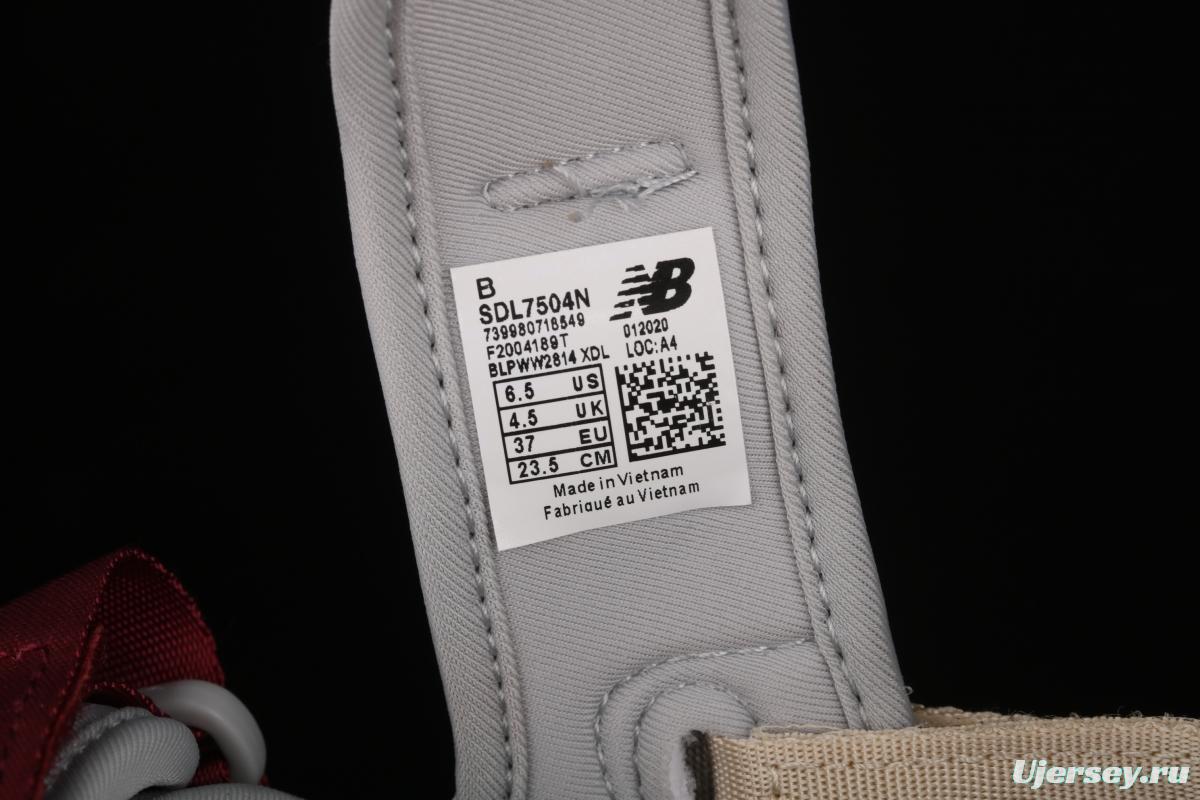 B
SDL7504N
739980718549
F2004189T
BLPWW2814 XDL
NB
012020
LOC:A4
6.5 US
4.5 UK
37 EU
23.5 CM
Made in Vietnam
Fabriqué au Vietnam
Ujersey.ru